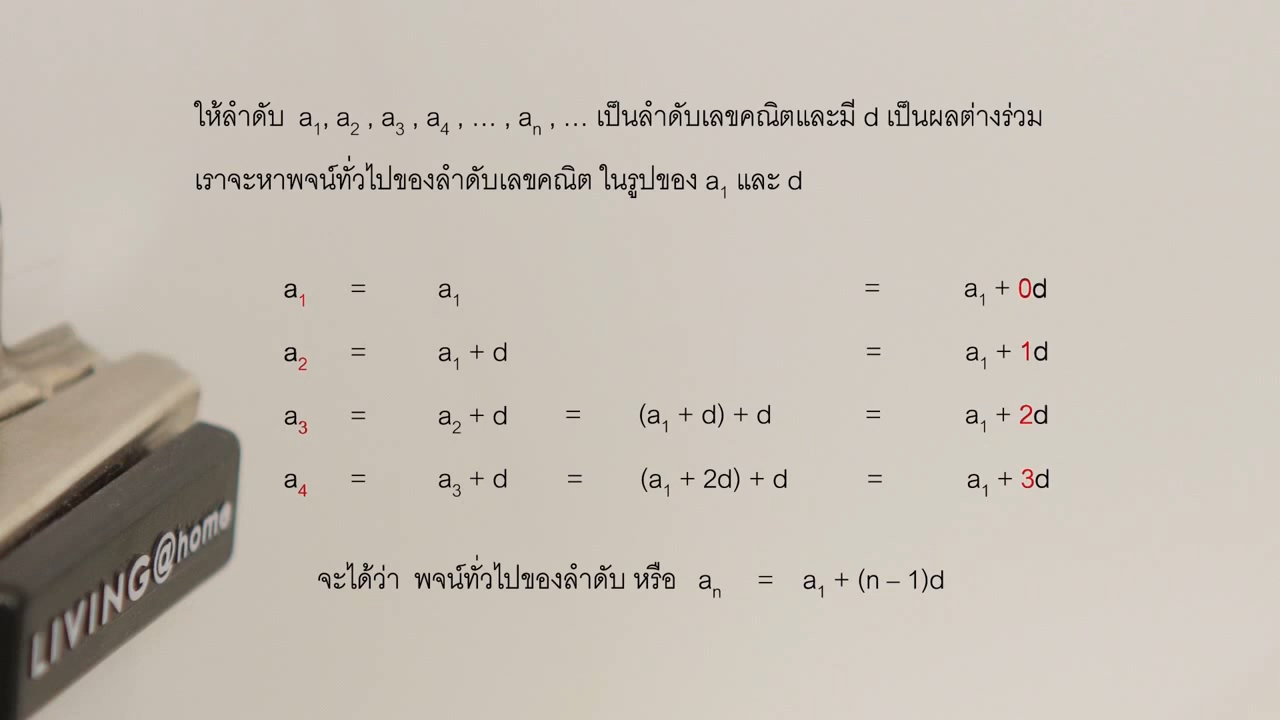 ให้ลำดับ a₁, a₂ , a₃ , a₄ , … , aₙ , … เป็นลำดับเลขคณิตและมี d เป็นผลต่างร่วม
เราจะหาพจน์ทั่วไปของลำดับเลขคณิต ในรูปของ a₁ และ d
a₁ = a₁ = a₁ + 0d
a₂ = a₁ + d = a₁ + 1d
a₃ = a₂ + d = (a₁ + d) + d = a₁ + 2d
a₄ = a₃ + d = (a₁ + 2d) + d = a₁ + 3d
จะได้ว่า พจน์ทั่วไปของลำดับ หรือ aₙ = a₁ + (n – 1)d
LIVING@home